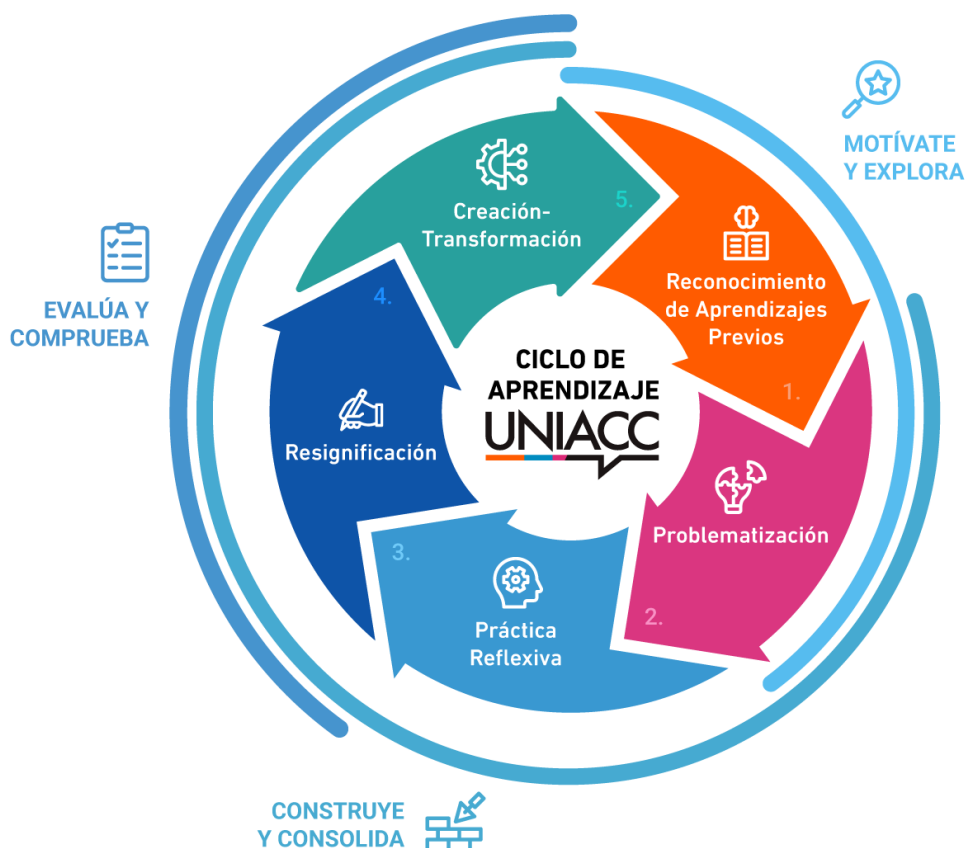 MOTÍVATE
Y EXPLORA
5.
Creación-
Transformación
Reconocimiento
de Aprendizajes
Previos
1.
4.
EVALÚA Y
COMPRUEBA
CICLO DE
APRENDIZAJE
UNIACC
Resignificación
Problematización
2.
3.
Práctica
Reflexiva
CONSTRUYE
Y CONSOLIDA